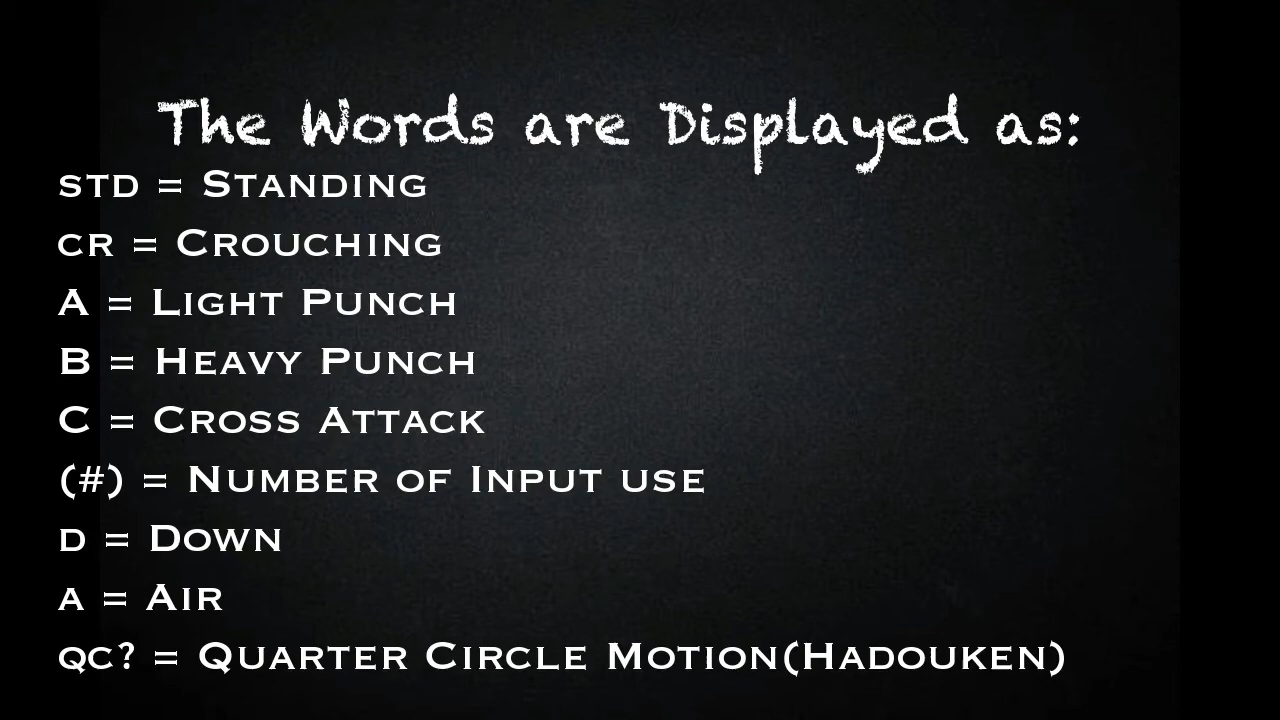 The Words are Displayed as:
std = Standing
cr = Crouching
A = Light Punch
B = Heavy Punch
C = Cross Attack
(#) = Number of Input use
d = Down
a = Air
qc? = Quarter Circle Motion(Hadouken)